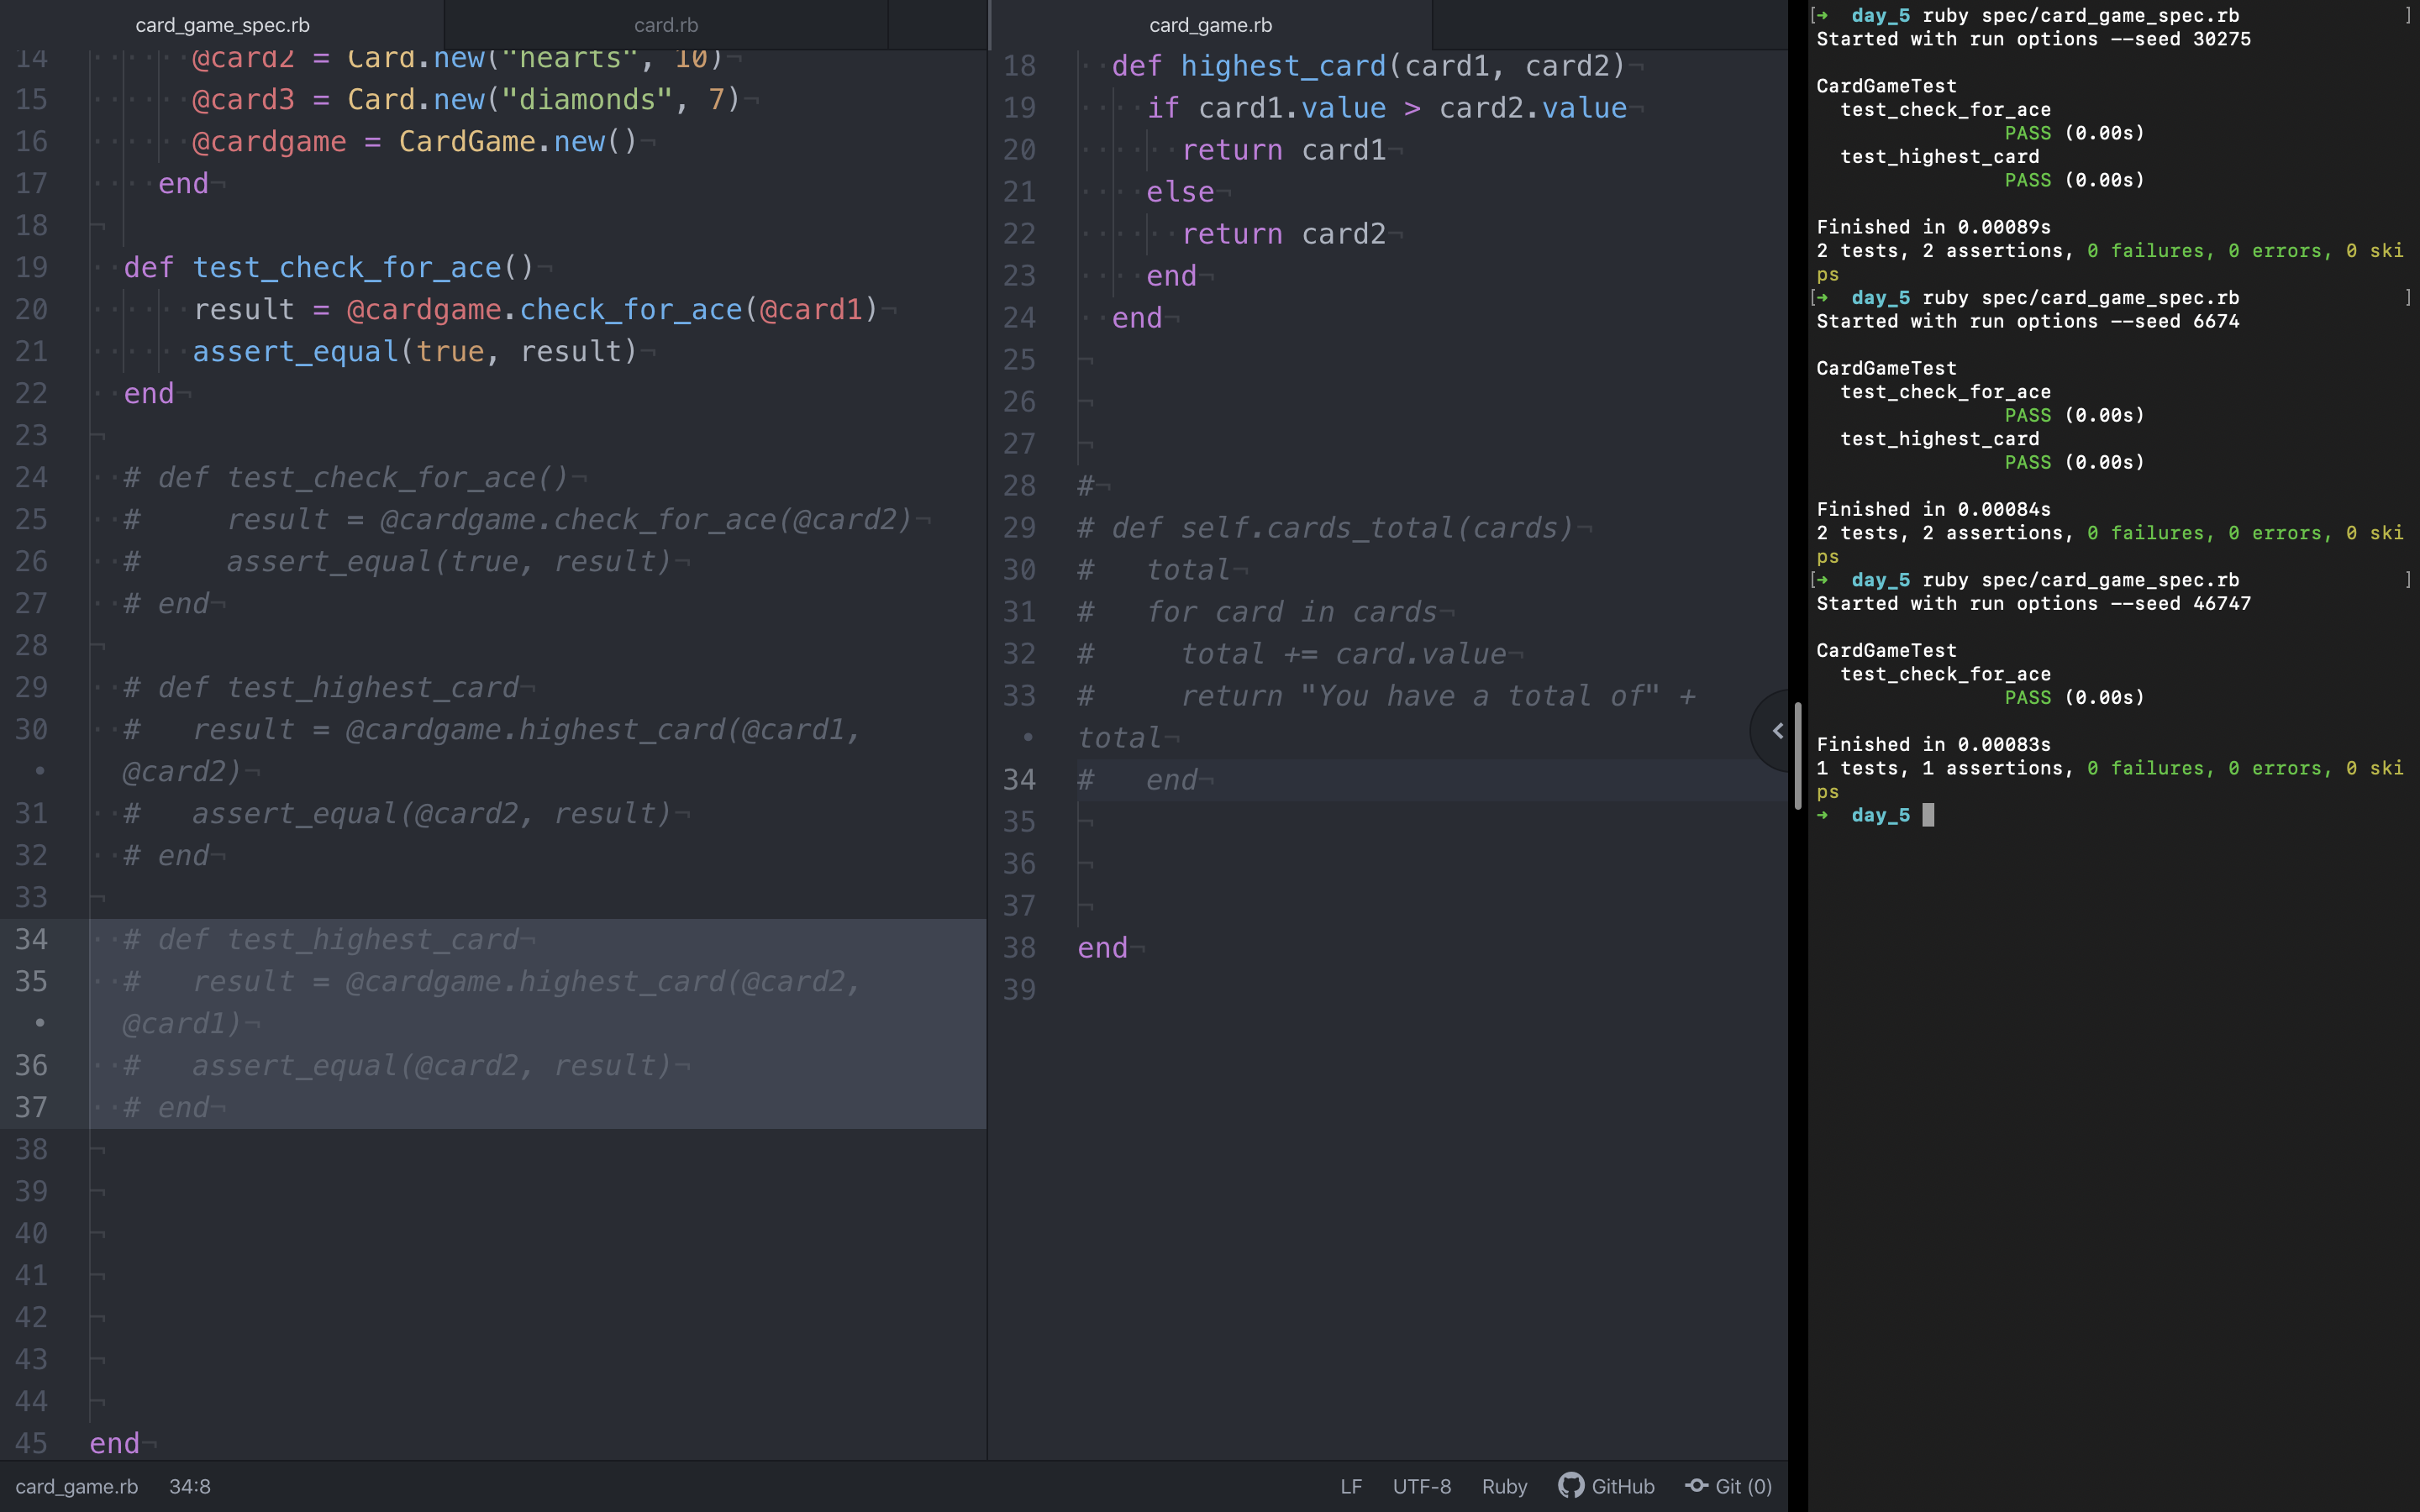 card_game_spec.rb
card.rb
14 @card2 = Card.new("hearts", 10)
15 @card3 = Card.new("diamonds", 7)
16 @cardgame = CardGame.new()
17 end
18
19 def test_check_for_ace()
20 result = @cardgame.check_for_ace(@card1)
21 assert_equal(true, result)
22 end
23
24 # def test_check_for_ace()
25 #     result = @cardgame.check_for_ace(@card2)
26 #     assert_equal(true, result)
27 # end
28
29 # def test_highest_card
30 #   result = @cardgame.highest_card(@card1,
• @card2)
31 #   assert_equal(@card2, result)
32 # end
33
34 # def test_highest_card
35 #   result = @cardgame.highest_card(@card2,
• @card1)
36 #   assert_equal(@card2, result)
37 # end
38
39
40
41
42
43
44
45 end
card_game.rb
18 def highest_card(card1, card2)
19 if card1.value > card2.value
20 return card1
21 else
22 return card2
23 end
24 end
25
26
27
28 #
29 # def self.cards_total(cards)
30 #   total
31 #   for card in cards
32 #     total += card.value
33 #     return "You have a total of" +
• total
34 #   end
35
36
37
38 end
39
card_game.rb 34:8
LF UTF-8 Ruby GitHub Git (0)
[➜ day_5 ruby spec/card_game_spec.rb ]
Started with run options --seed 30275
CardGameTest
test_check_for_ace
PASS (0.00s)
test_highest_card
PASS (0.00s)
Finished in 0.00089s
2 tests, 2 assertions, 0 failures, 0 errors, 0 ski
ps
[➜ day_5 ruby spec/card_game_spec.rb ]
Started with run options --seed 6674
CardGameTest
test_check_for_ace
PASS (0.00s)
test_highest_card
PASS (0.00s)
Finished in 0.00084s
2 tests, 2 assertions, 0 failures, 0 errors, 0 ski
ps
[➜ day_5 ruby spec/card_game_spec.rb ]
Started with run options --seed 46747
CardGameTest
test_check_for_ace
PASS (0.00s)
Finished in 0.00083s
1 tests, 1 assertions, 0 failures, 0 errors, 0 ski
ps
➜ day_5